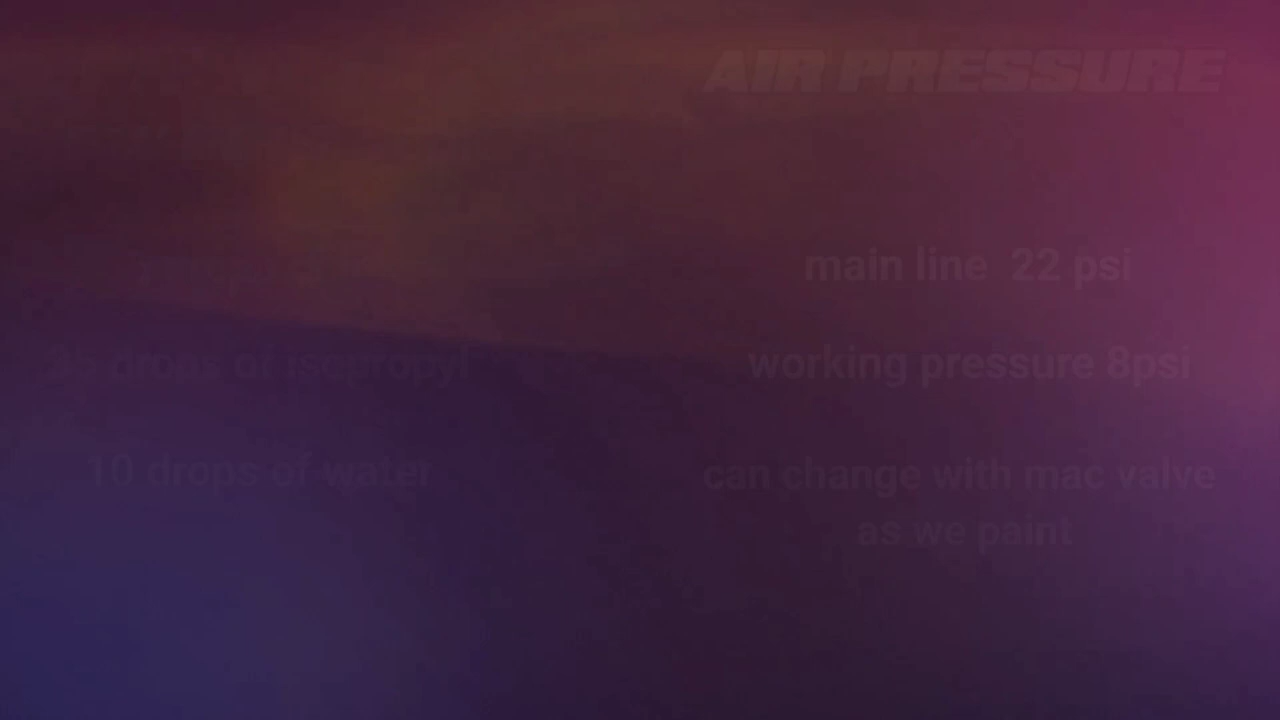 AIR PRESSURE
main line 22 psi
drops of isopropyl
working pressure 8psi
10 drops of water
can change with mac valve
as we paint